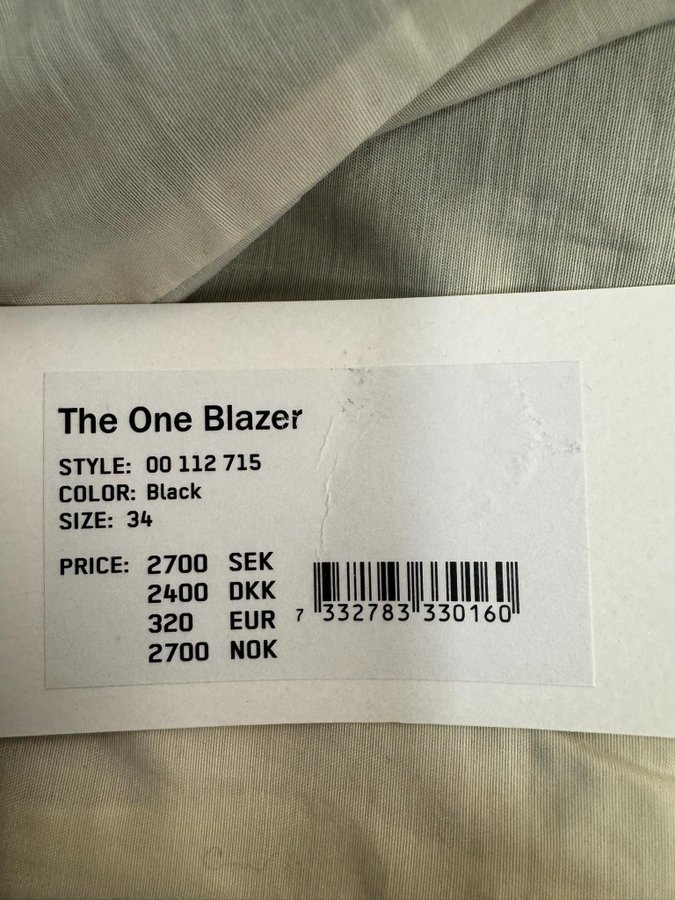 The One Blazer
STYLE: 00 112 715
COLOR: Black
SIZE: 34
PRICE: 2700 SEK
2400 DKK
320 EUR
2700 NOK
7 332783 330160